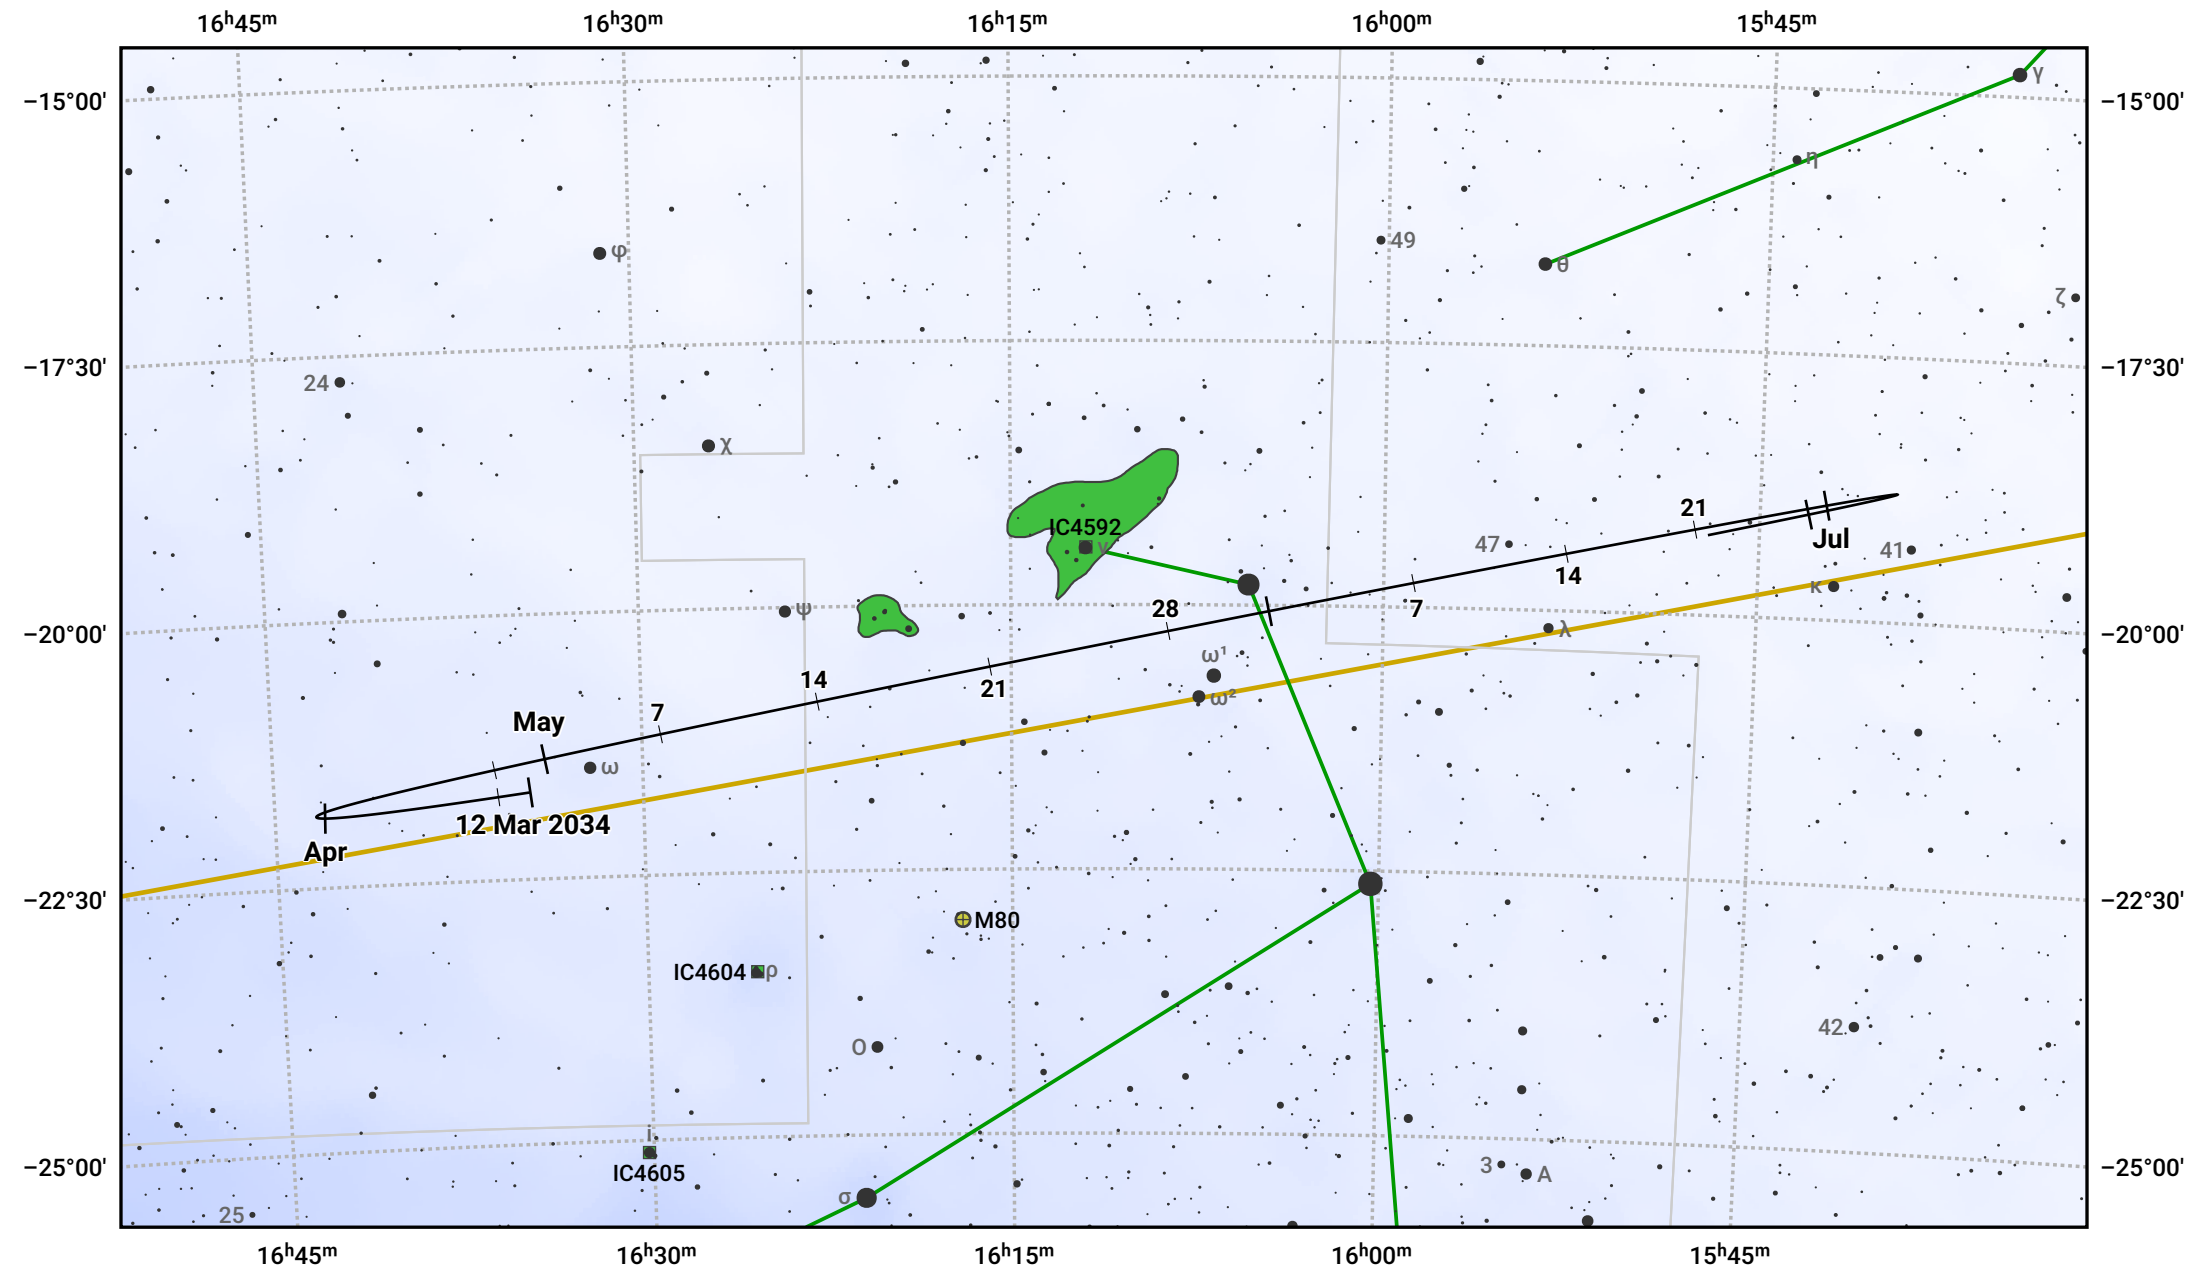 16ʰ45ᵐ 16ʰ30ᵐ 16ʰ15ᵐ 16ʰ00ᵐ 15ʰ45ᵐ
γ
−15°00' −15°00'
η
φ 49 θ
ζ
−17°30' −17°30'
24
χ
21
IC4592
ν
47 Jul 41
14
κ
ψ 28 7
−20°00' λ −20°00'
ω¹
14 21
ω²
7
May
ω
12 Mar 2034
Apr
−22°30' −22°30'
M80
IC4604 ρ
42
ο
i
−25°00' 3 A −25°00'
IC4605
σ
25
16ʰ45ᵐ 16ʰ30ᵐ 16ʰ15ᵐ 16ʰ00ᵐ 15ʰ45ᵐ